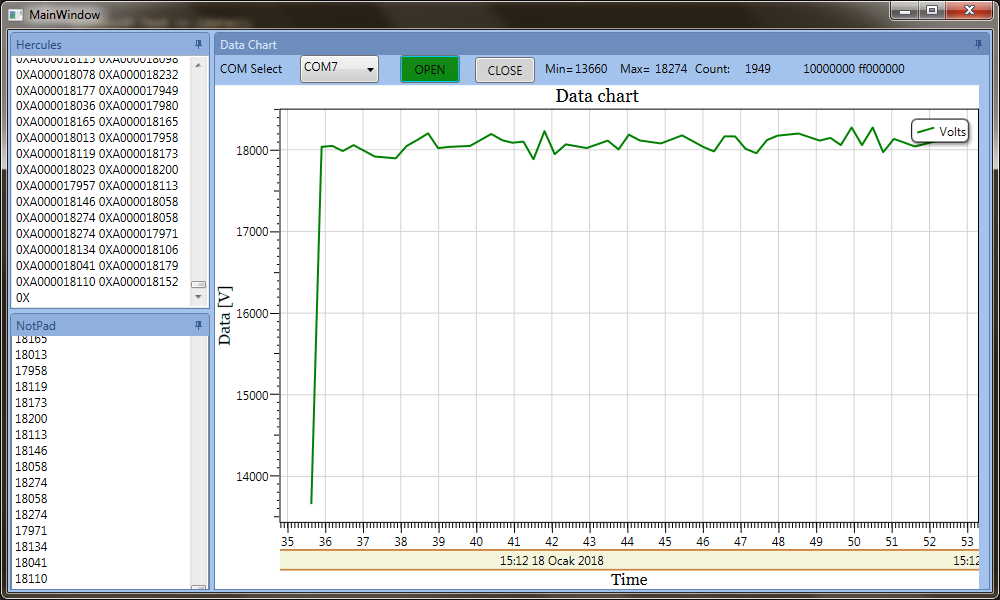 MainWindow
Hercules
0XA000018115 0XA000018098
0XA000018078 0XA000018232
0XA000018177 0XA000017949
0XA000018036 0XA000017980
0XA000018165 0XA000018165
0XA000018013 0XA000017958
0XA000018119 0XA000018173
0XA000018023 0XA000018200
0XA000017957 0XA000018113
0XA000018146 0XA000018058
0XA000018274 0XA000018058
0XA000018274 0XA000017971
0XA000018134 0XA000018106
0XA000018041 0XA000018179
0XA000018110 0XA000018152
0X
NotPad
18165
18013
17958
18119
18173
18200
18113
18146
18058
18274
18058
18274
17971
18134
18041
18110
Data Chart
COM Select COM7 OPEN CLOSE Min= 13660 Max= 18274 Count: 1949 10000000 ff000000
Data chart
Volts
18000
17000
16000
15000
14000
Data [V]
35 36 37 38 39 40 41 42 43 44 45 46 47 48 49 50 51 52 53
15:12 18 Ocak 2018 15:12
Time